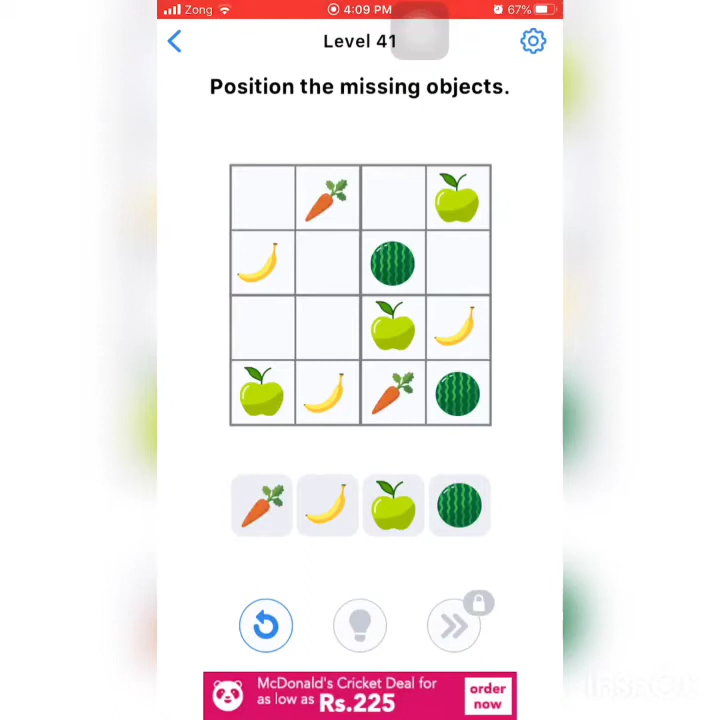 Zong 4:09 PM 67%
Level 41
Position the missing objects.
McDonald's Cricket Deal for
as low as Rs.225
order
now